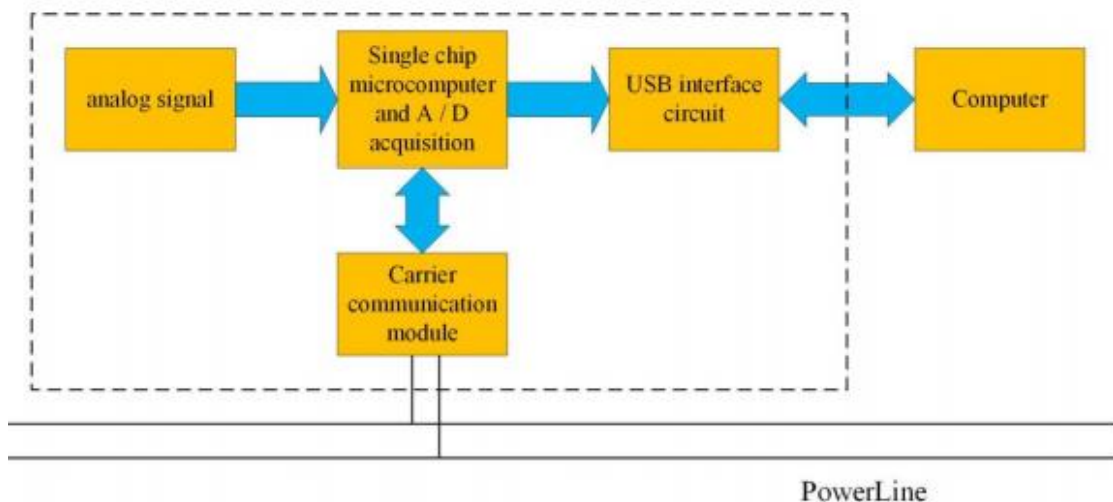 analog signal
Single chip
microcomputer
and A / D
acquisition
USB interface
circuit
Computer
Carrier
communication
module
PowerLine